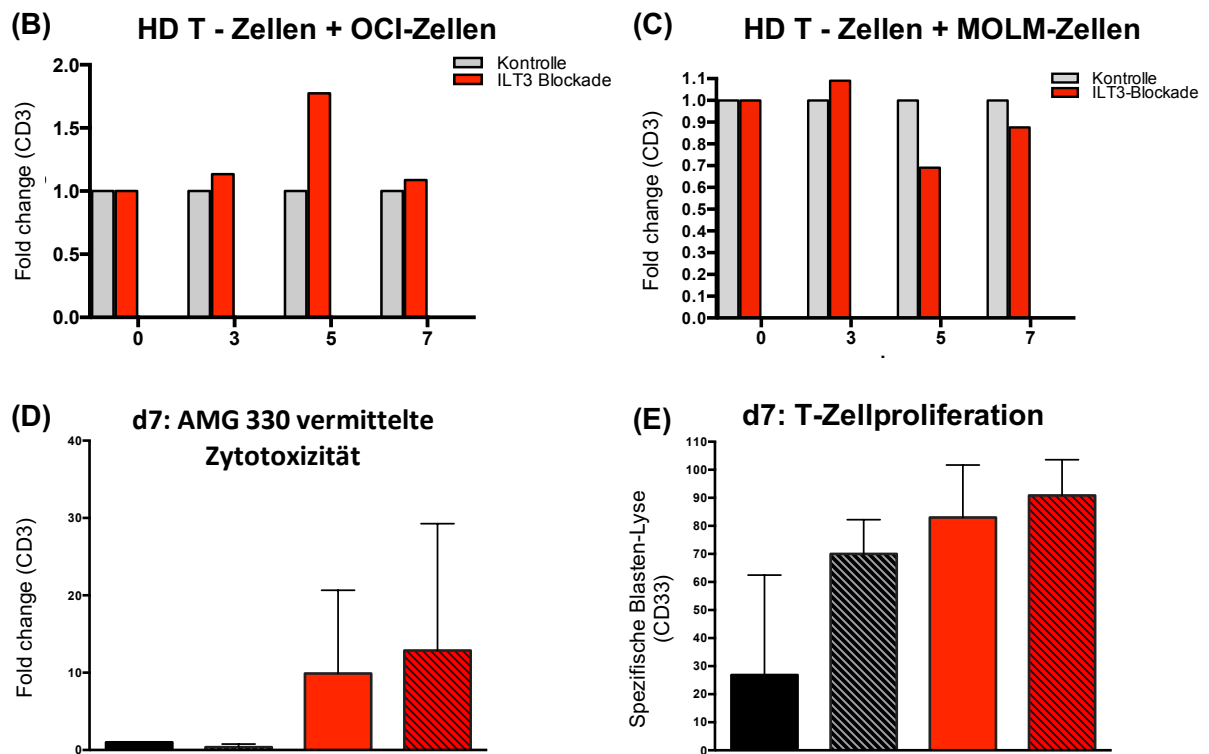 (B)
HD T - Zellen + OCI-Zellen
Kontrolle
ILT3 Blockade
Fold change (CD3)
2.0
1.5
1.0
0.5
0.0
0
3
5
7
(C)
HD T - Zellen + MOLM-Zellen
Kontrolle
ILT3-Blockade
Fold change (CD3)
1.1
1.0
0.9
0.8
0.7
0.6
0.5
0.5
0.4
0.3
0.1
0.0
0
3
5
7
(D)
d7: AMG 330 vermittelte
Zytotoxizität
Fold change (CD3)
40
30
20
10
0
(E)
d7: T-Zellproliferation
Spezifische Blasten-Lyse
(CD33)
110
100
90
80
70
60
50
40
30
20
10
0